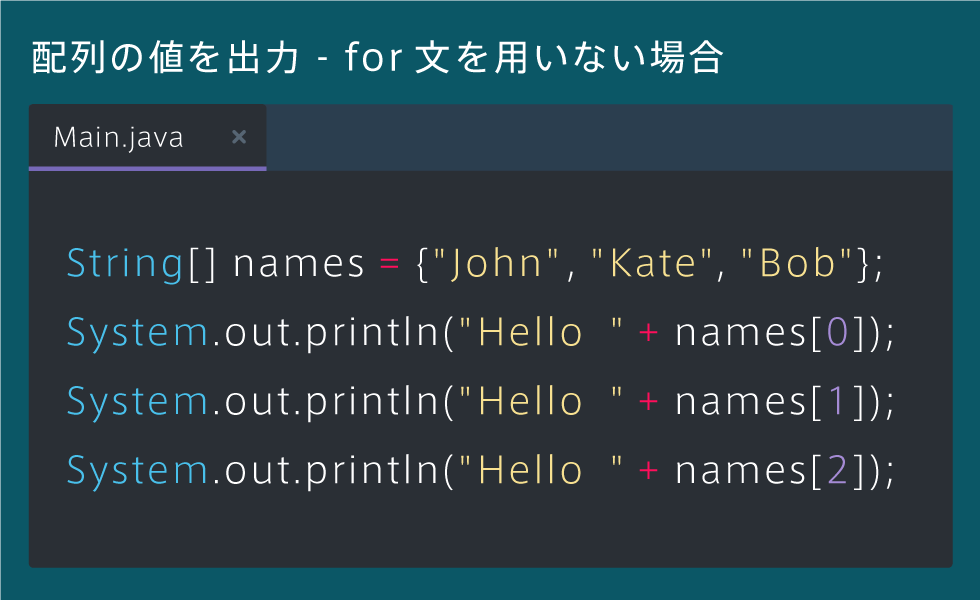 配列の値を出力 - for 文を用いない場合
Main.java ×
String[] names = {"John", "Kate", "Bob"};
System.out.println("Hello " + names[0]);
System.out.println("Hello " + names[1]);
System.out.println("Hello " + names[2]);